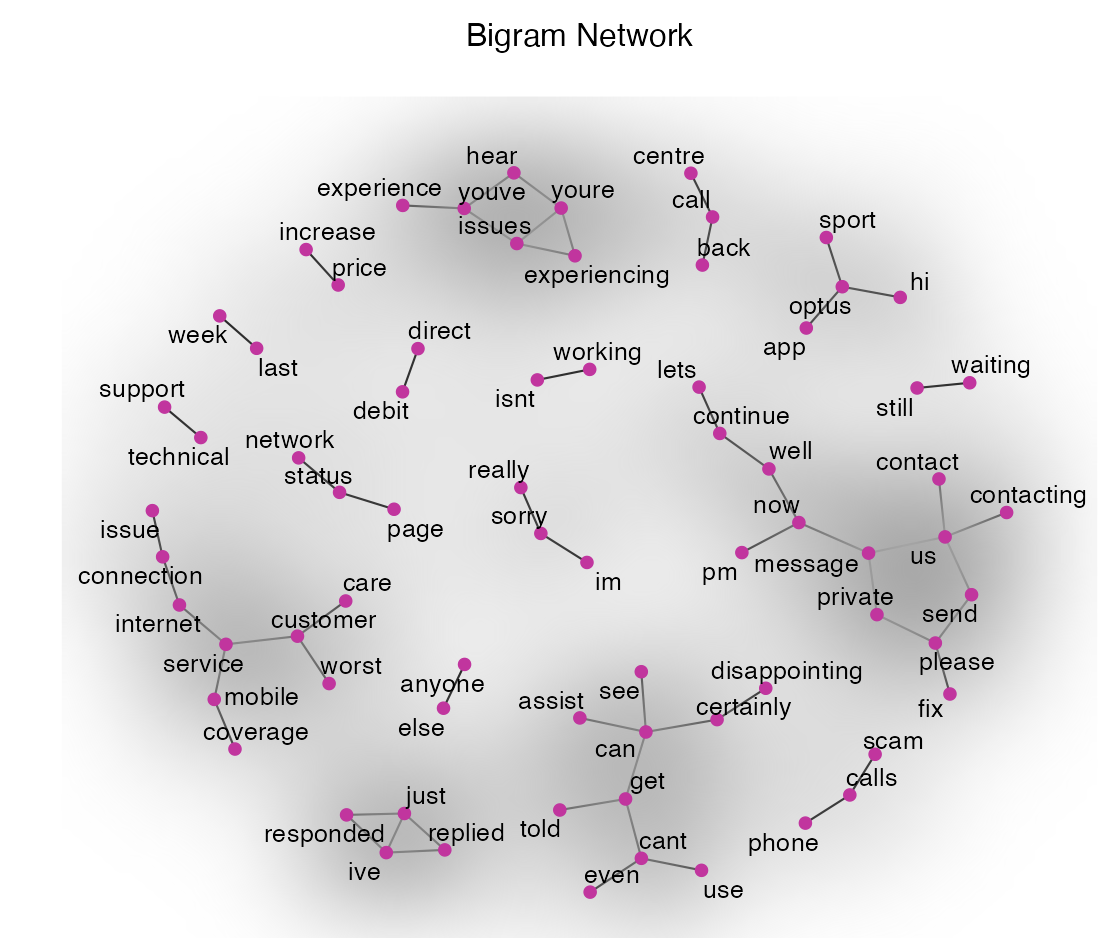 Bigram Network
hear
centre
experience
youve
youre
call
sport
issues
increase
back
price
experiencing
hi
optus
week
direct
working
app
last
lets
waiting
support
isnt
still
debit
continue
network
technical
well
contact
status
really
contacting
now
sorry
page
issue
us
message
pm
connection
im
care
private
internet
customer
send
service
worst
please
disappointing
anyone
see
mobile
assist
certainly
fix
else
coverage
can
scam
get
calls
just
told
responded
replied
cant
phone
ive
even
use